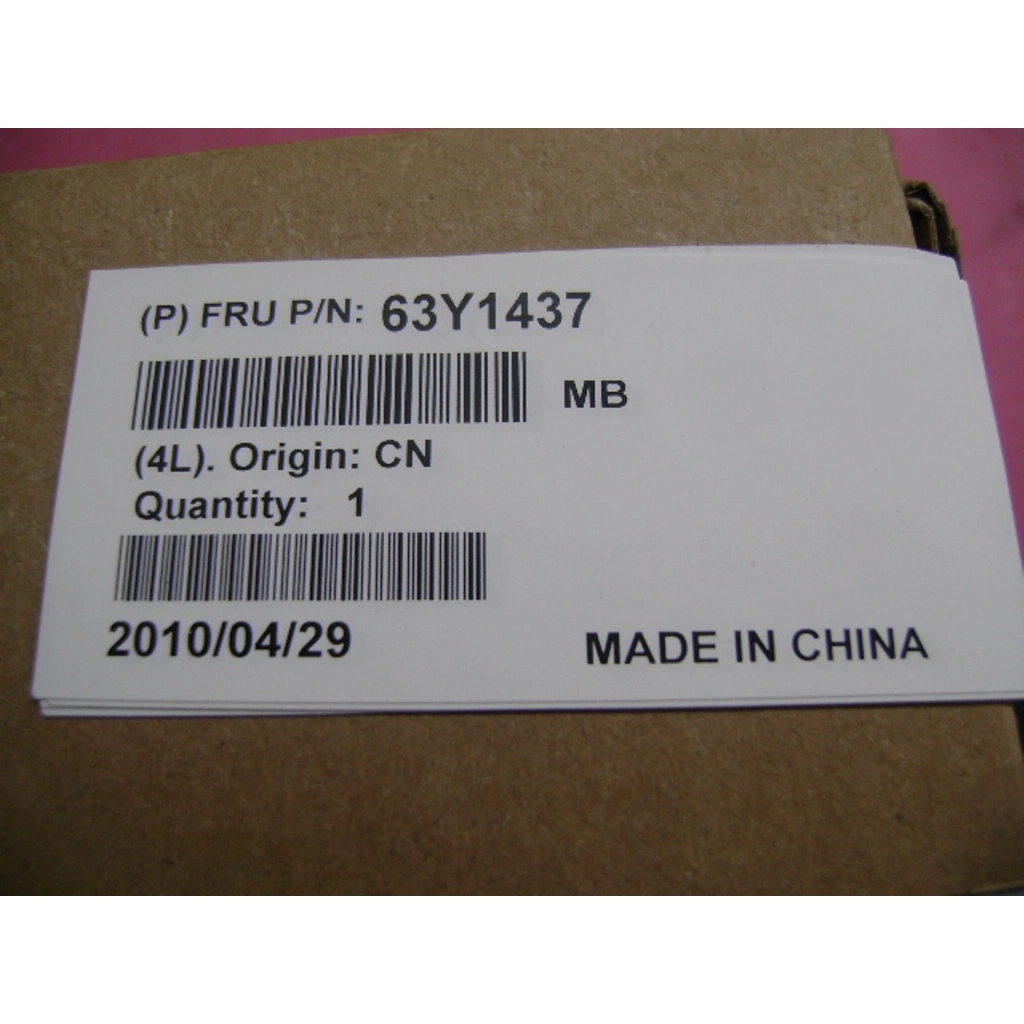 (P) FRU P/N: 63Y1437
MB
(4L). Origin: CN
Quantity: 1
2010/04/29
MADE IN CHINA